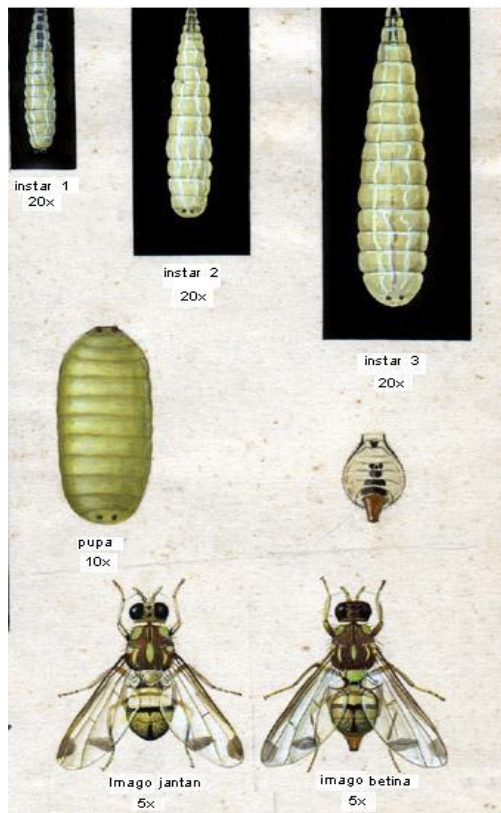 instar 1
20x
instar 2
20x
instar 3
20x
pupa
10x
Imago jantan
5x
imago betina
5x